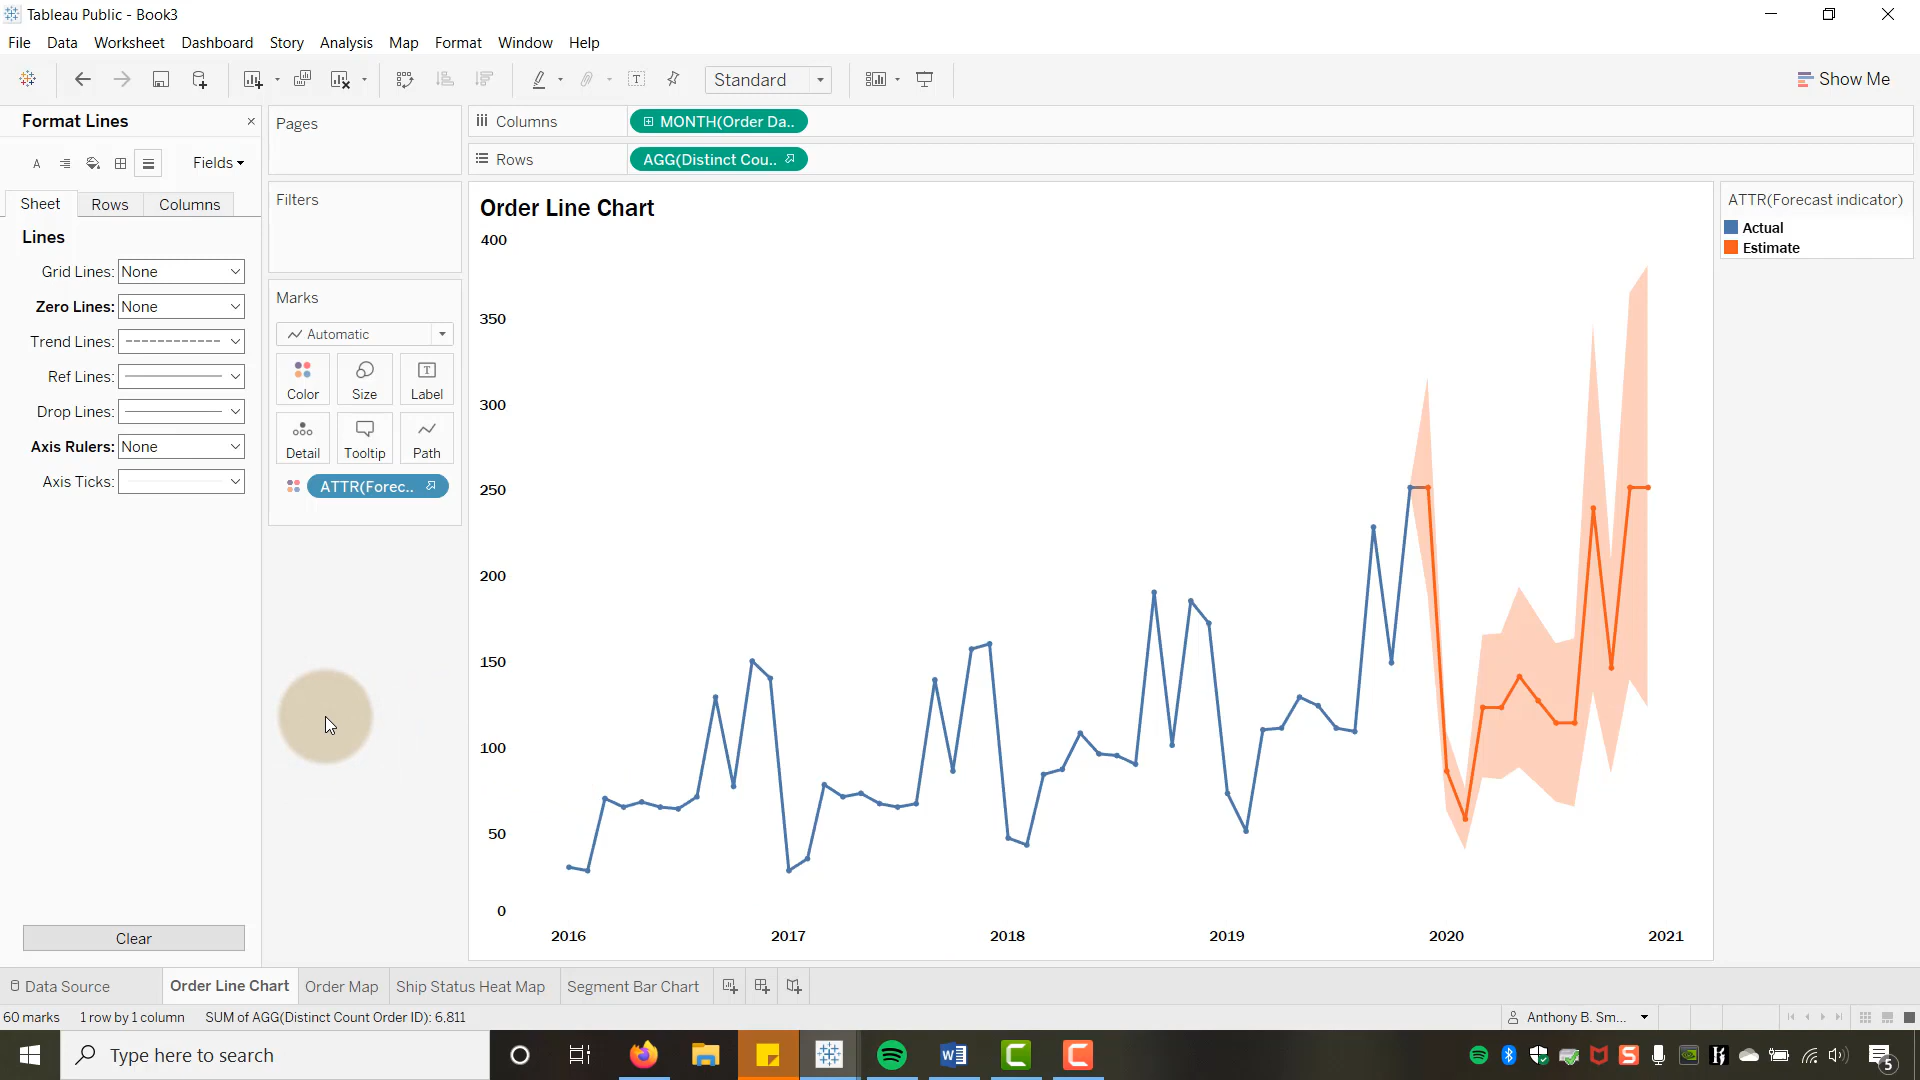 Tableau Public - Book3
File Data Worksheet Dashboard Story Analysis Map Format Window Help
Standard
Show Me
Format Lines
Fields
Sheet Rows Columns
Lines
Grid Lines: None
Zero Lines: None
Trend Lines:
Ref Lines:
Drop Lines:
Axis Rulers: None
Axis Ticks:
Clear
Pages
Filters
Marks
Automatic
Color Size Label
Detail Tooltip Path
ATTR(Forec..
Columns MONTH(Order Da..
Rows AGG(Distinct Cou..
Order Line Chart
400
350
300
250
200
150
100
50
0
2016 2017 2018 2019 2020 2021
ATTR(Forecast indicator)
Actual
Estimate
Data Source Order Line Chart Order Map Ship Status Heat Map Segment Bar Chart
60 marks 1 row by 1 column SUM of AGG(Distinct Count Order ID): 6,811
Anthony B. Sm...
Type here to search
5